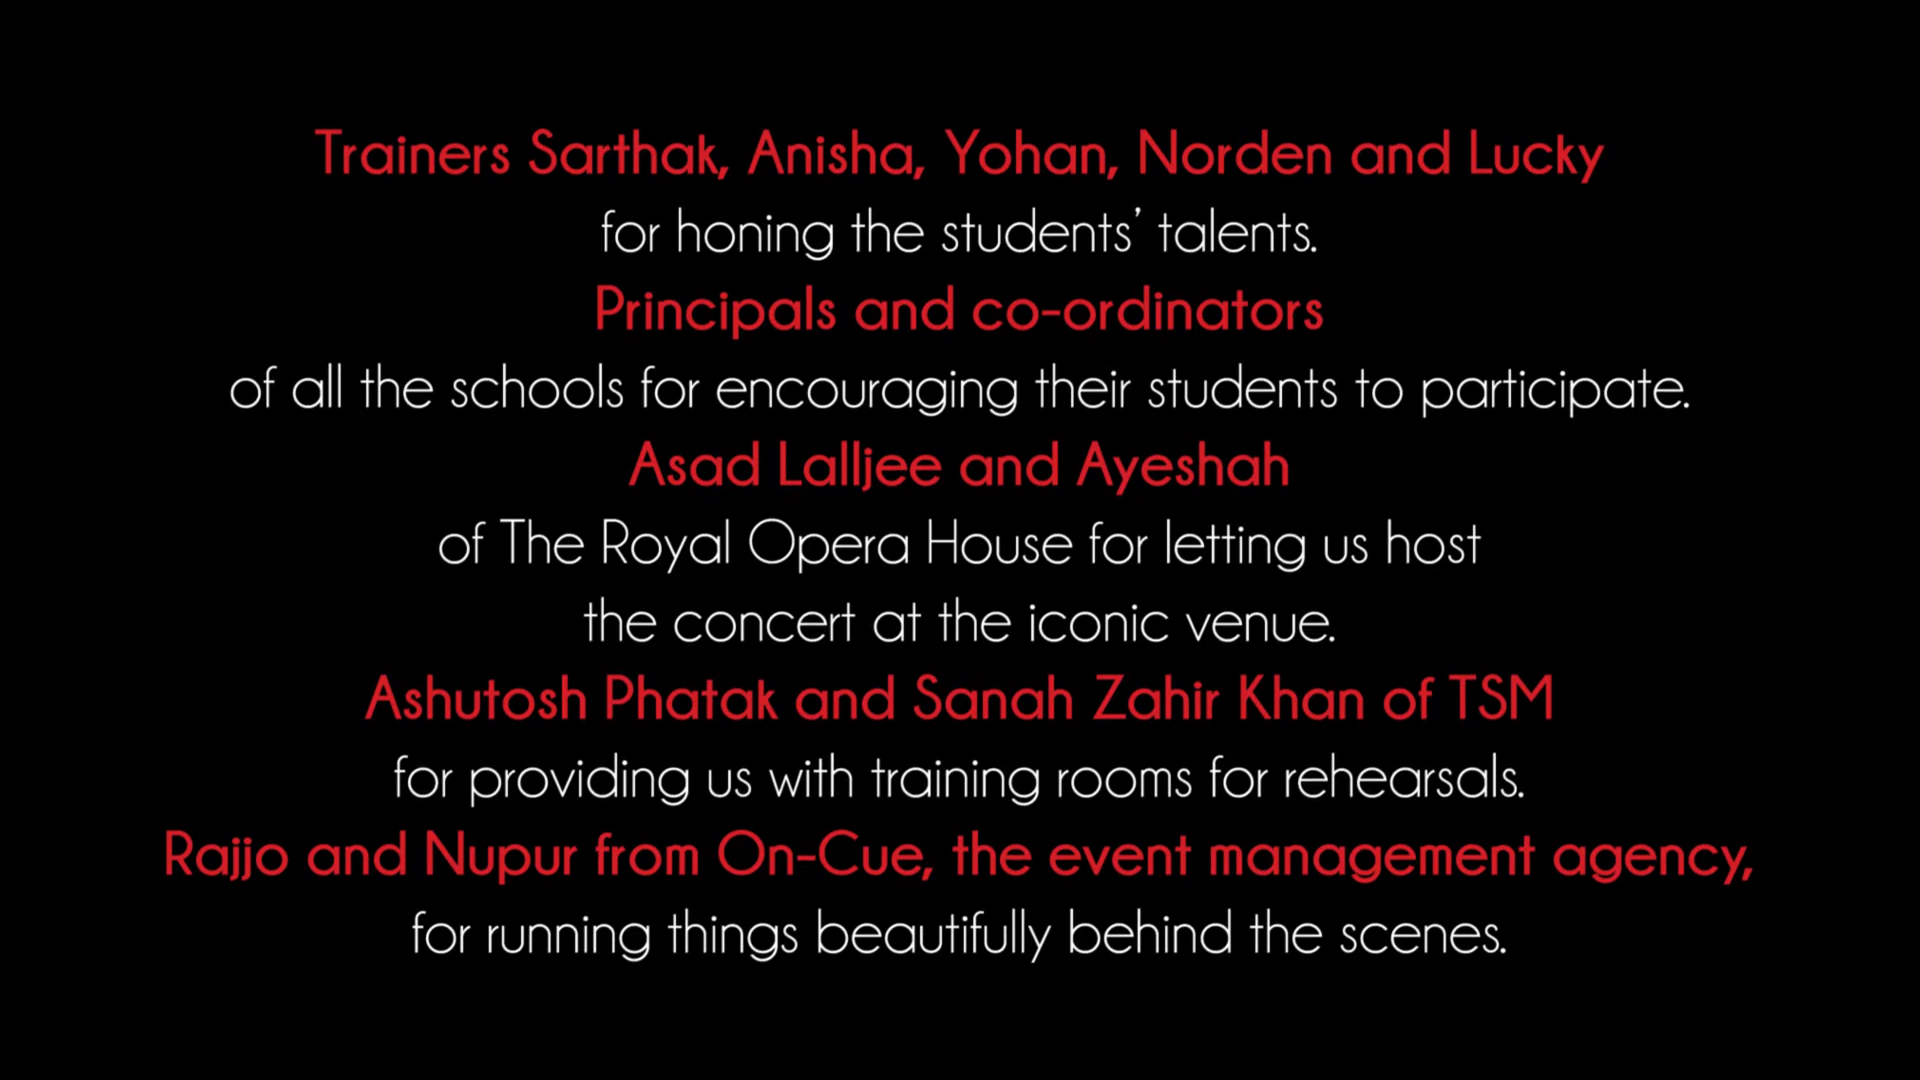 Trainers Sarthak, Anisha, Yohan, Norden and Lucky
for honing the students’ talents.
Principals and co-ordinators
of all the schools for encouraging their students to participate.
Asad Lalljee and Ayeshah
of The Royal Opera House for letting us host
the concert at the iconic venue.
Ashutosh Phatak and Sanah Zahir Khan of TSM
for providing us with training rooms for rehearsals.
Rajjo and Nupur from On-Cue, the event management agency,
for running things beautifully behind the scenes.